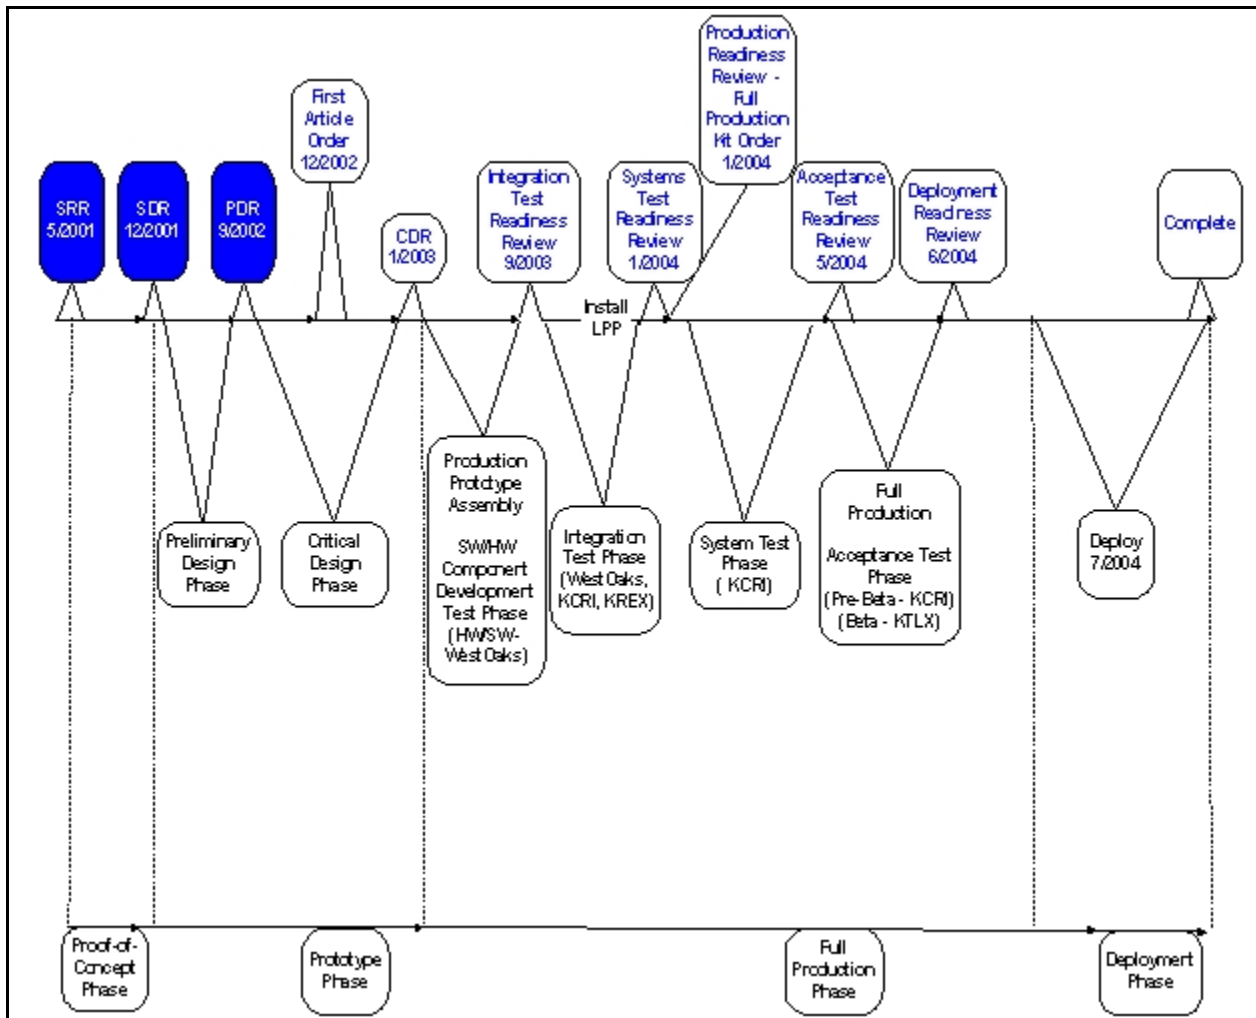 SRR
5/2001
SDR
12/2001
PDR
9/2002
First
Article
Order
12/2002
CDR
1/2003
Integration
Test
Readiness
Review
9/2003
Systems
Test
Readiness
Review
1/2004
Production
Readiness
Review -
Full
Production
Kit Order
1/2004
Acceptance
Test
Readiness
Review
5/2004
Deployment
Readiness
Review
6/2004
Complete
Install
LPP
Preliminary
Design
Phase
Critical
Design
Phase
Production
Prototype
Assembly
SW/HW
Component
Development
Test Phase
(HW/SW-
West Oaks)
Integration
Test Phase
(West Oaks,
KCRI, KREX)
System Test
Phase
( KCRI)
Full
Production
Acceptance Test
Phase
(Pre-Beta - KCRI)
(Beta - KTLX)
Deploy
7/2004
Proof-of-
Concept
Phase
Prototype
Phase
Full
Production
Phase
Deployment
Phase